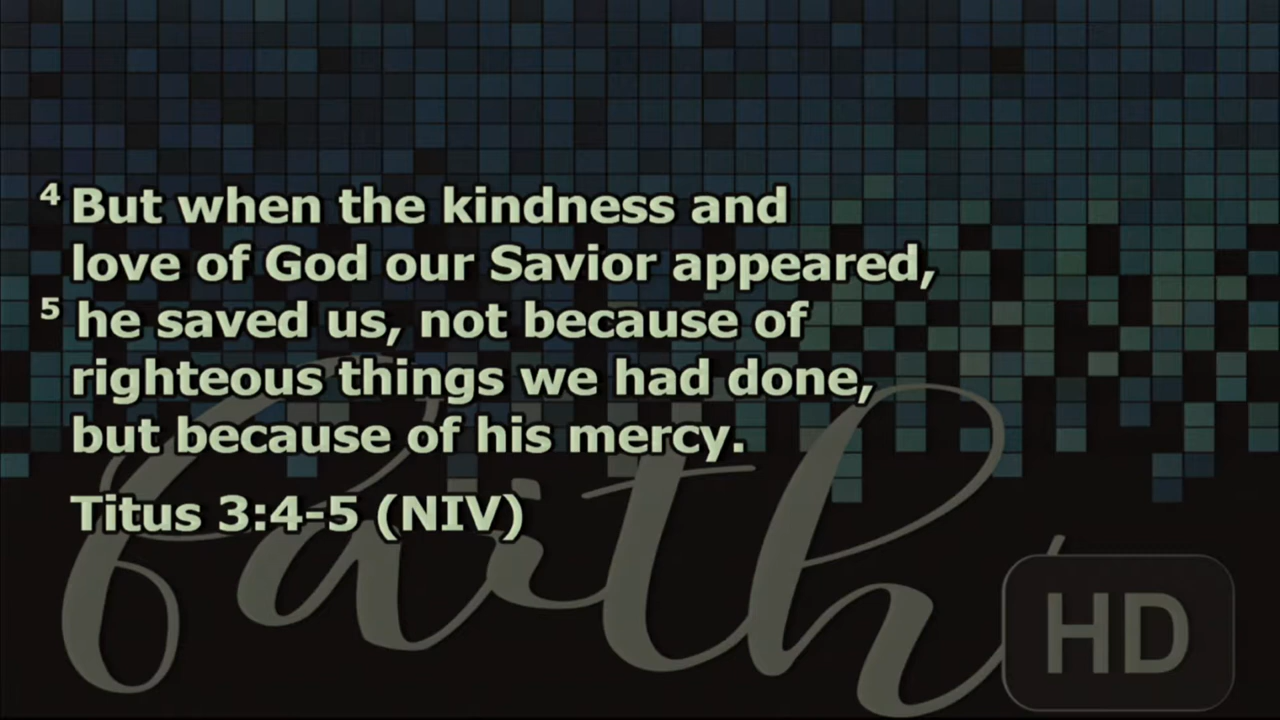 ⁴ But when the kindness and
love of God our Savior appeared,
⁵ he saved us, not because of
righteous things we had done,
but because of his mercy.
Titus 3:4-5 (NIV)
faith
HD